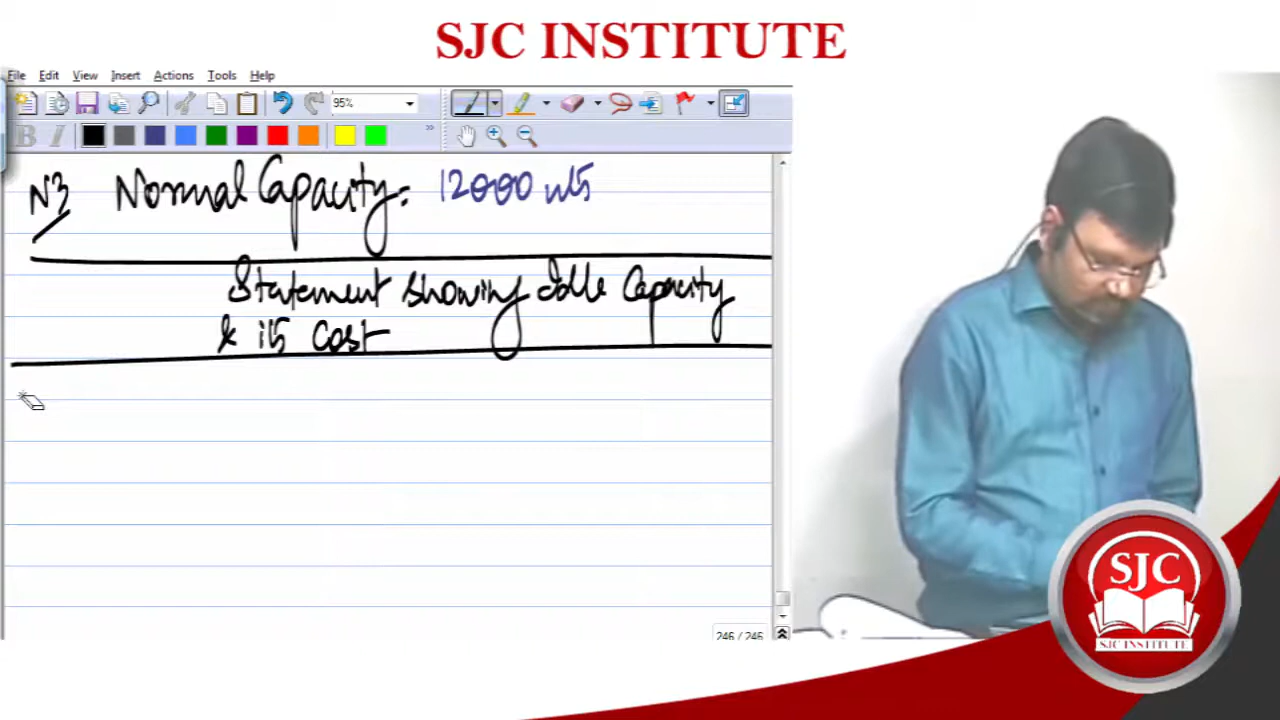 SJC INSTITUTE
File Edit View Insert Actions Tools Help
95%
B I
N3 Normal Capacity: 12000 uts
Statement showing Idle Capacity
& its Cost
246 / 246
SJC
SJC INSTITUTE